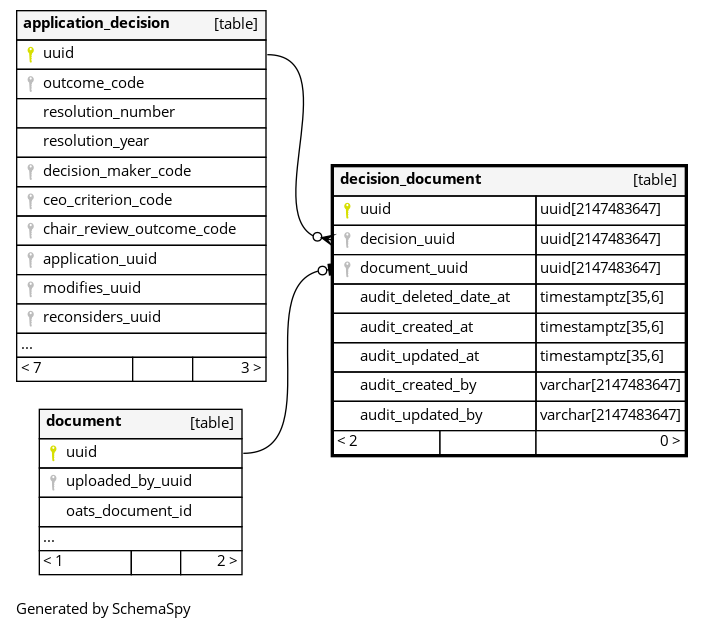 application_decision [table]
uuid
outcome_code
resolution_number
resolution_year
decision_maker_code
ceo_criterion_code
chair_review_outcome_code
application_uuid
modifies_uuid
reconsiders_uuid
...
< 7 3 >
decision_document [table]
uuid uuid[2147483647]
decision_uuid uuid[2147483647]
document_uuid uuid[2147483647]
audit_deleted_date_at timestamptz[35,6]
audit_created_at timestamptz[35,6]
audit_updated_at timestamptz[35,6]
audit_created_by varchar[2147483647]
audit_updated_by varchar[2147483647]
< 2 0 >
document [table]
uuid
uploaded_by_uuid
oats_document_id
...
< 1 2 >
Generated by SchemaSpy